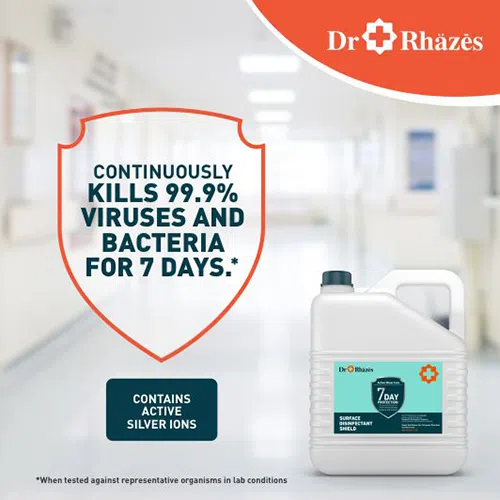 Dr Rhäzēs
CONTINUOUSLY
KILLS 99.9%
VIRUSES AND
BACTERIA
FOR 7 DAYS.*
CONTAINS
ACTIVE
SILVER IONS
Dr Rhäzēs
7 DAY
PROTECTION
SURFACE
DISINFECTANT
SHIELD
*When tested against representative organisms in lab conditions